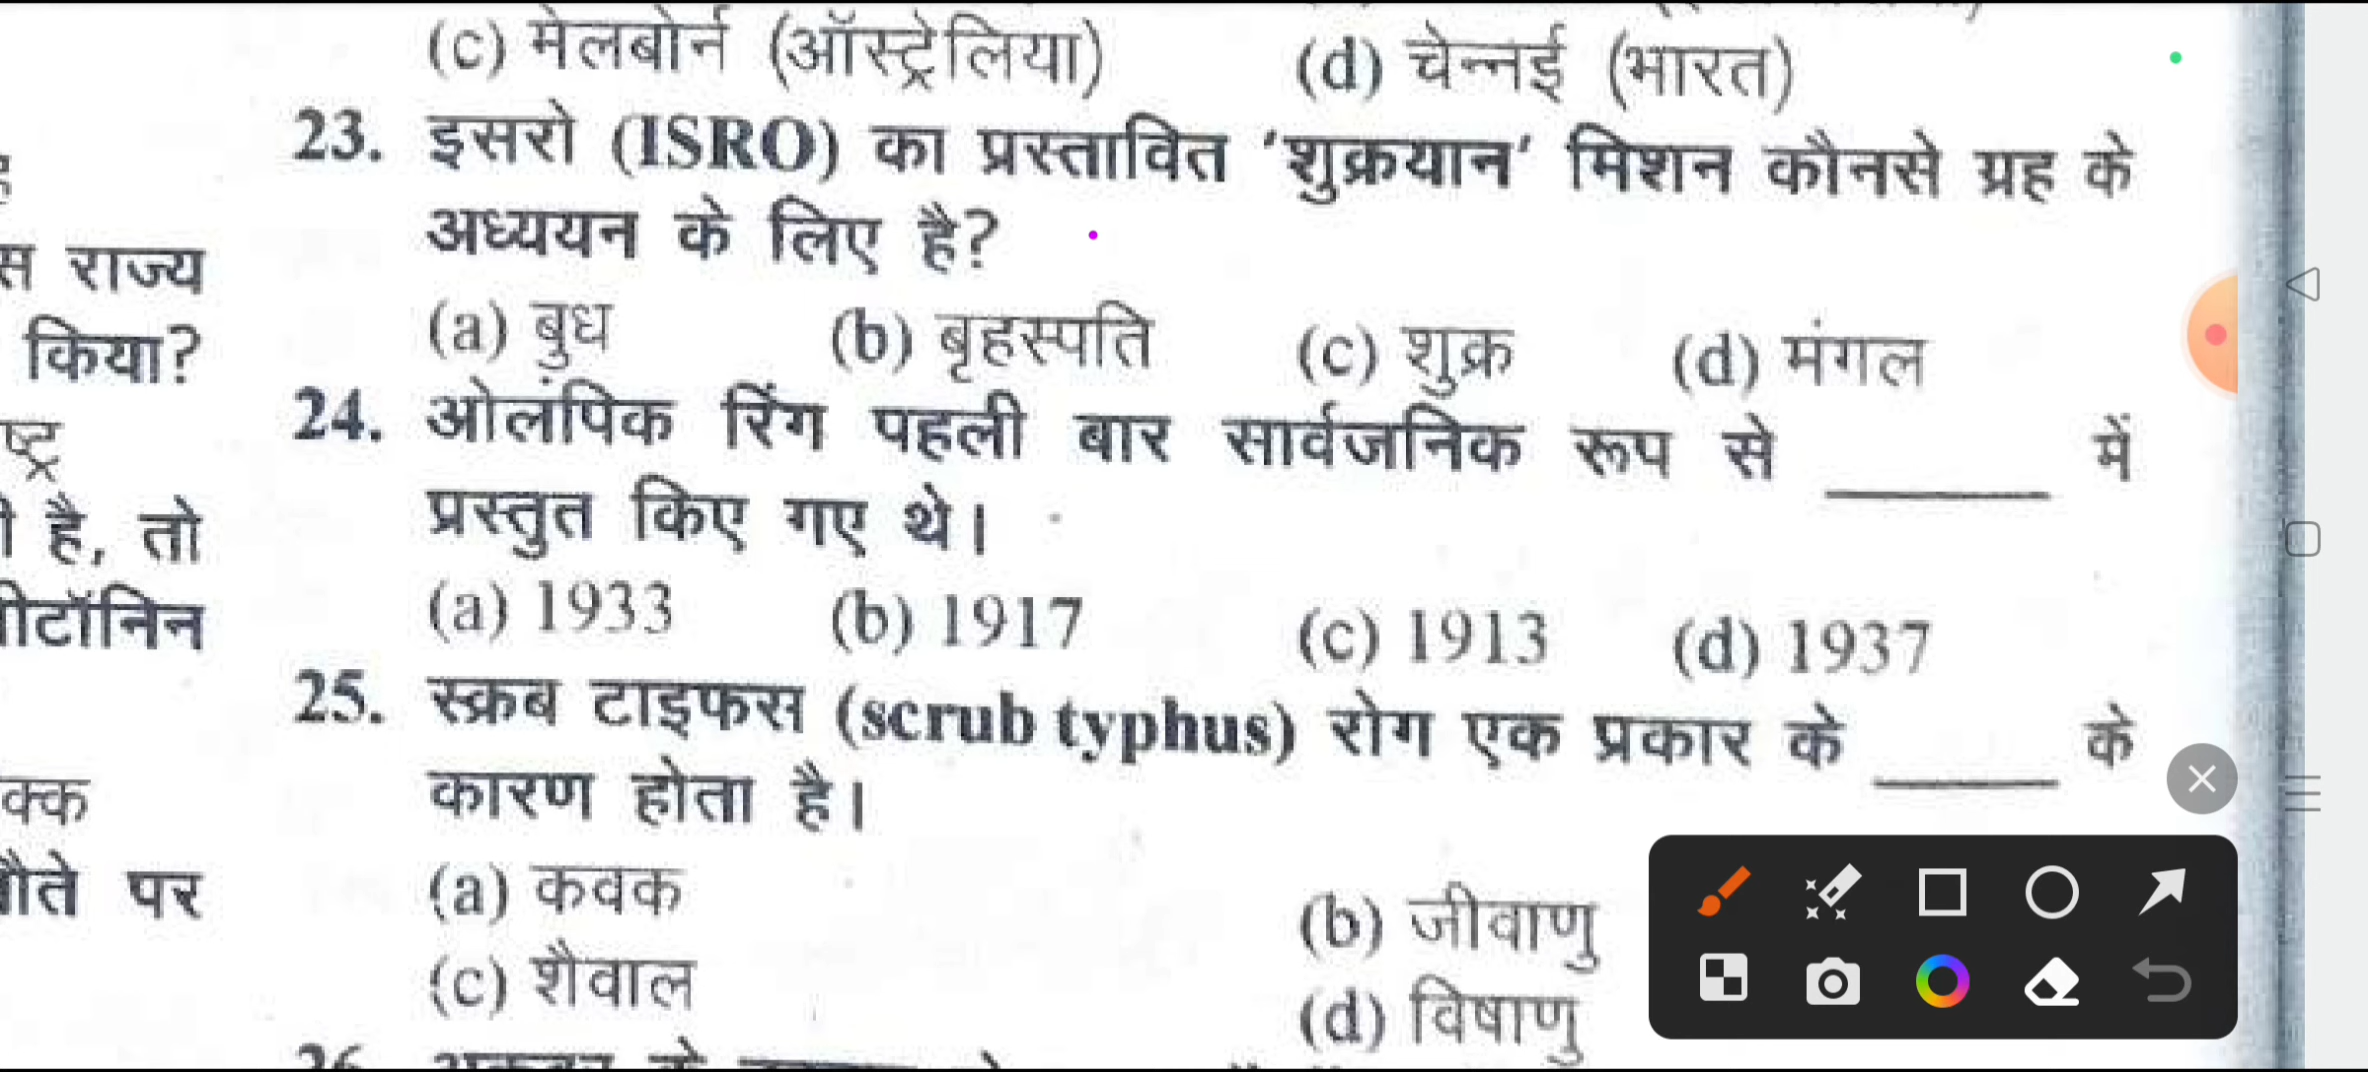 (c) मेलबोर्न (ऑस्ट्रेलिया) (d) चेन्नई (भारत)
23. इसरो (ISRO) का प्रस्तावित ‘शुक्रयान’ मिशन कौनसे ग्रह के
अध्ययन के लिए है?
(a) बुध (b) बृहस्पति (c) शुक्र (d) मंगल
24. ओलंपिक रिंग पहली बार सार्वजनिक रूप से ______ में
प्रस्तुत किए गए थे।
(a) 1933 (b) 1917 (c) 1913 (d) 1937
25. स्क्रब टाइफस (scrub typhus) रोग एक प्रकार के ______ के
कारण होता है।
(a) कवक (b) जीवाणु
(c) शैवाल (d) विषाणु
राज्य
किया?
है, तो
पर